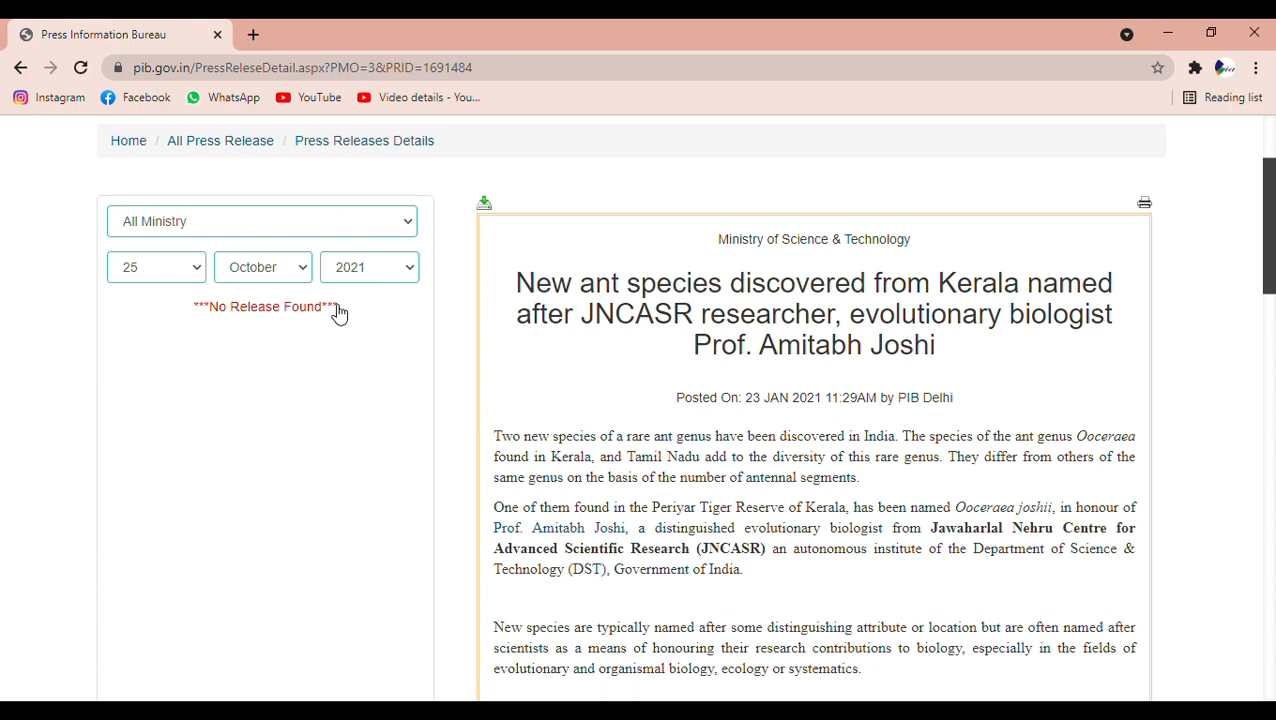 Press Information Bureau
pib.gov.in/PressReleseDetail.aspx?PMO=3&PRID=1691484
Instagram Facebook WhatsApp YouTube Video details - You... Reading list
Home / All Press Release / Press Releases Details
All Ministry
25 October 2021
***No Release Found***
Ministry of Science & Technology
New ant species discovered from Kerala named
after JNCASR researcher, evolutionary biologist
Prof. Amitabh Joshi
Posted On: 23 JAN 2021 11:29AM by PIB Delhi
Two new species of a rare ant genus have been discovered in India. The species of the ant genus Ooceraea
found in Kerala, and Tamil Nadu add to the diversity of this rare genus. They differ from others of the
same genus on the basis of the number of antennal segments.
One of them found in the Periyar Tiger Reserve of Kerala, has been named Ooceraea joshii, in honour of
Prof. Amitabh Joshi, a distinguished evolutionary biologist from Jawaharlal Nehru Centre for
Advanced Scientific Research (JNCASR) an autonomous institute of the Department of Science &
Technology (DST), Government of India.
New species are typically named after some distinguishing attribute or location but are often named after
scientists as a means of honouring their research contributions to biology, especially in the fields of
evolutionary and organismal biology, ecology or systematics.